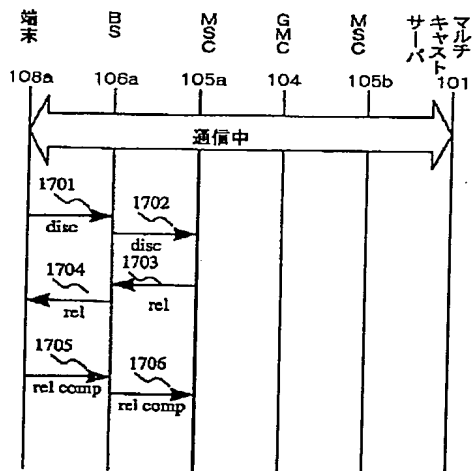 端末
BS
MSC
GMC
MSC
マルチ
キャスト
サーバ
108a
106a
105a
104
105b
101
通信中
1701
disc
1702
disc
1703
rel
1704
rel
1705
rel comp
1706
rel comp